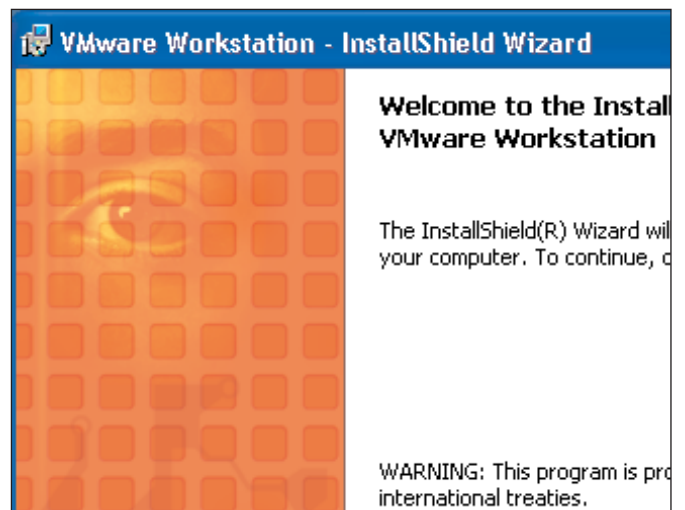 VMware Workstation - InstallShield Wizard
Welcome to the Install
VMware Workstation
The InstallShield(R) Wizard wil
your computer. To continue, c
WARNING: This program is pro
international treaties.